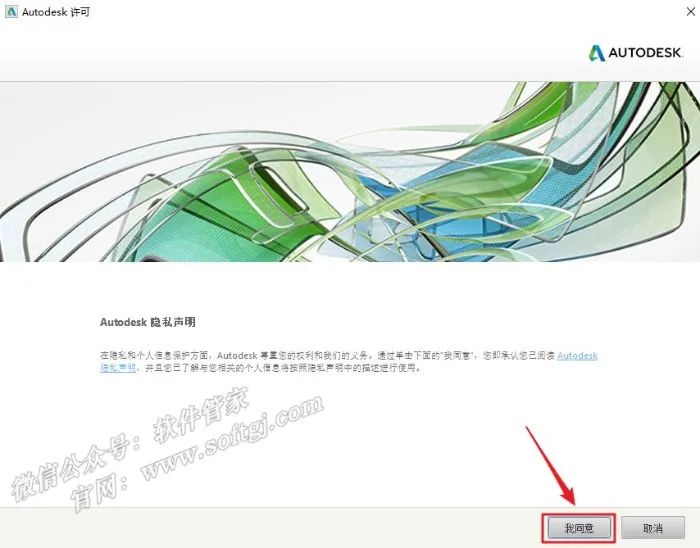 Autodesk 许可
AUTODESK.
Autodesk 隐私声明
在隐私和个人信息保护方面，Autodesk 尊重您的权利和我们的义务。通过单击下面的“我同意”，您即承认您已阅读 Autodesk
隐私声明，并且您已了解与您相关的个人信息将按照隐私声明中的描述进行使用。
微信公众号：软件管家
官网：www.softgj.com
我同意
取消